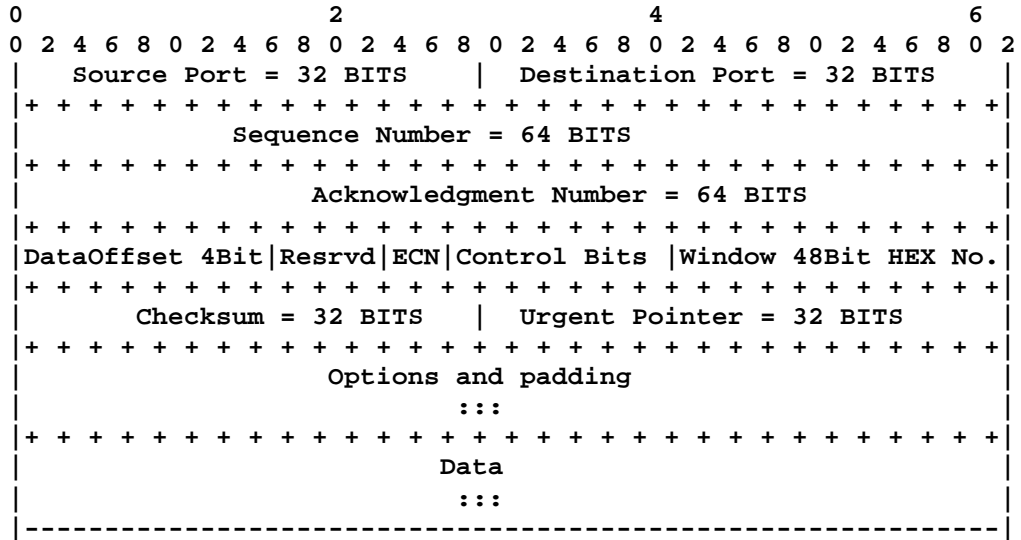 0 2 4 6
0 2 4 6 8 0 2 4 6 8 0 2 4 6 8 0 2 4 6 8 0 2 4 6 8 0 2 4 6 8 0 2
| Source Port = 32 BITS | Destination Port = 32 BITS |
|+ + + + + + + + + + + + + + + + + + + + + + + + + + + + + + +|
| Sequence Number = 64 BITS |
|+ + + + + + + + + + + + + + + + + + + + + + + + + + + + + + +|
| Acknowledgment Number = 64 BITS |
|+ + + + + + + + + + + + + + + + + + + + + + + + + + + + + + +|
|DataOffset 4Bit|Resrvd|ECN|Control Bits |Window 48Bit HEX No.|
|+ + + + + + + + + + + + + + + + + + + + + + + + + + + + + + +|
| Checksum = 32 BITS | Urgent Pointer = 32 BITS |
|+ + + + + + + + + + + + + + + + + + + + + + + + + + + + + + +|
| Options and padding |
| ::: |
|+ + + + + + + + + + + + + + + + + + + + + + + + + + + + + + +|
| Data |
| ::: |
|-------------------------------------------------------------|